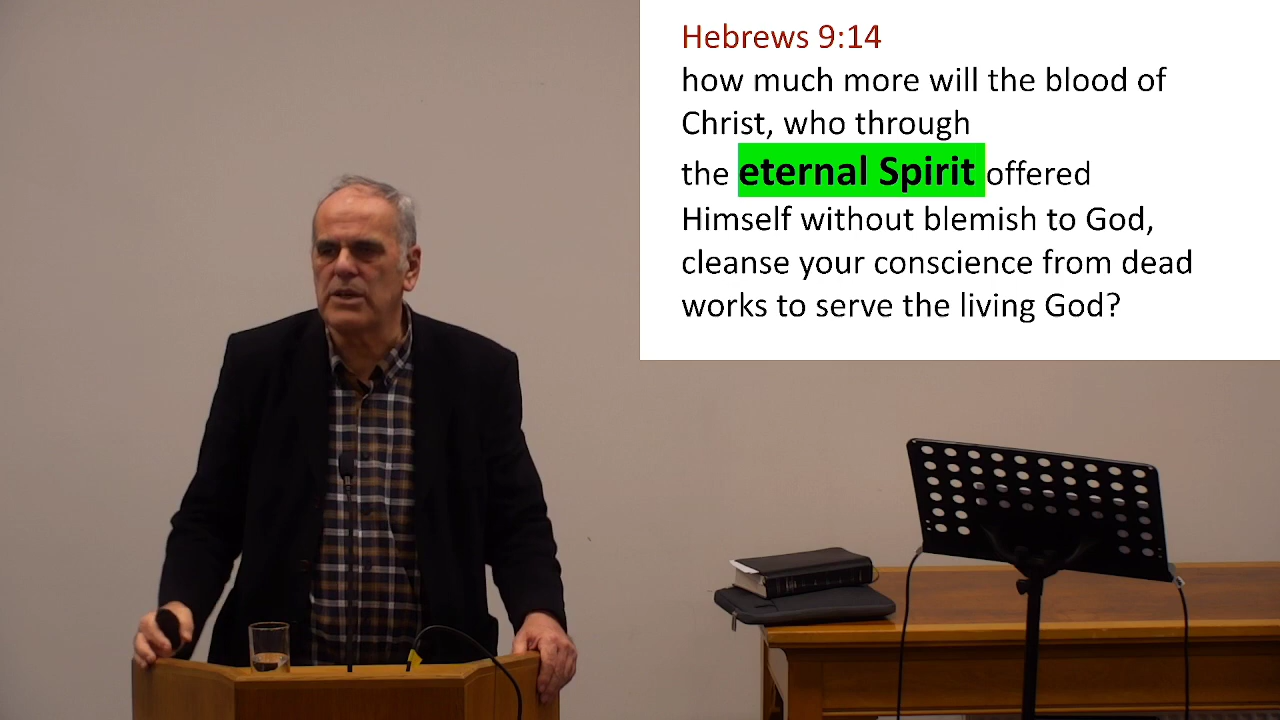 Hebrews 9:14
how much more will the blood of
Christ, who through
the eternal Spirit offered
Himself without blemish to God,
cleanse your conscience from dead
works to serve the living God?